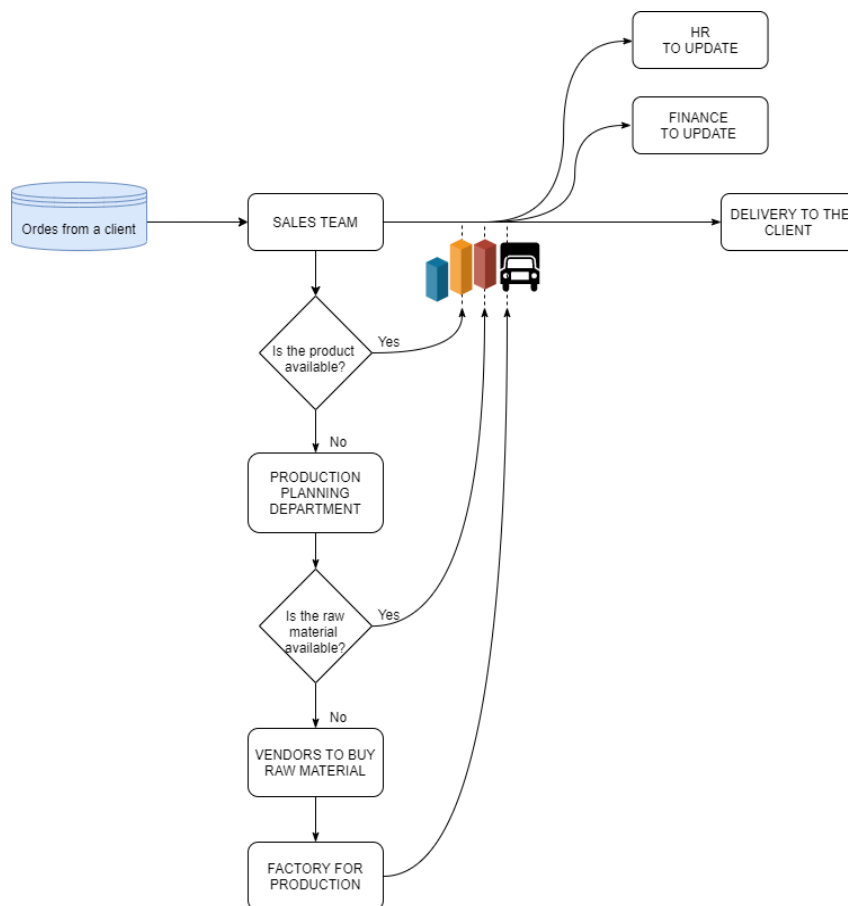 HR
TO UPDATE
FINANCE
TO UPDATE
Ordes from a client
SALES TEAM
DELIVERY TO THE
CLIENT
Is the product
available?
Yes
No
PRODUCTION
PLANNING
DEPARTMENT
Is the raw
material
available?
Yes
No
VENDORS TO BUY
RAW MATERIAL
FACTORY FOR
PRODUCTION